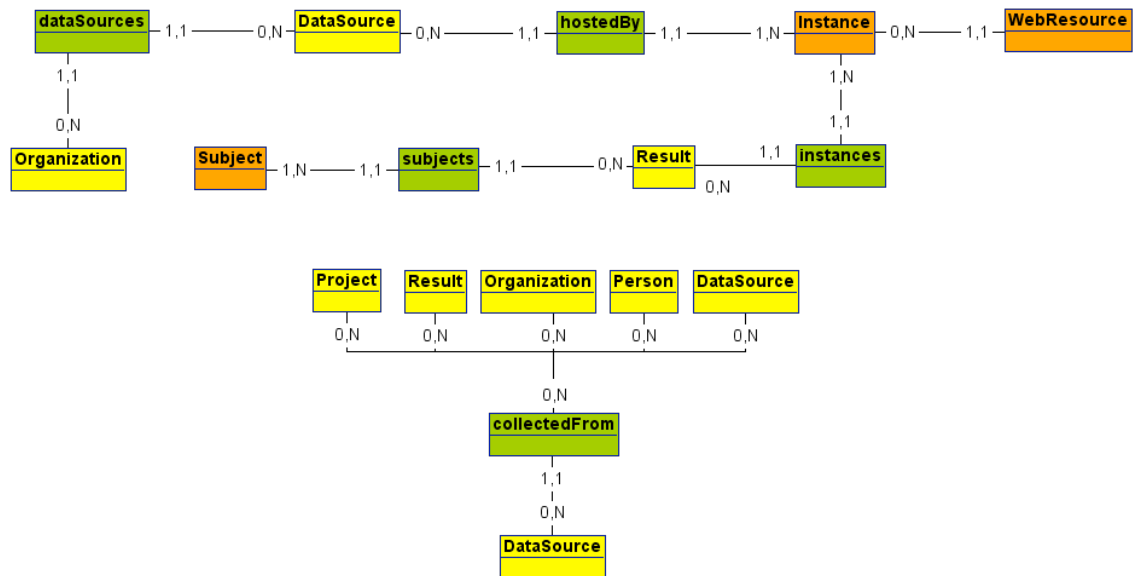 dataSources 1,1 0,N DataSource 0,N 1,1 hostedBy 1,1 1,N Instance 0,N 1,1 WebResource
1,1 1,N
0,N 1,1
Organization Subject 1,N 1,1 subjects 1,1 0,N Result 1,1 instances
0,N
Project Result Organization Person DataSource
0,N 0,N 0,N 0,N 0,N
0,N
collectedFrom
1,1
0,N
DataSource